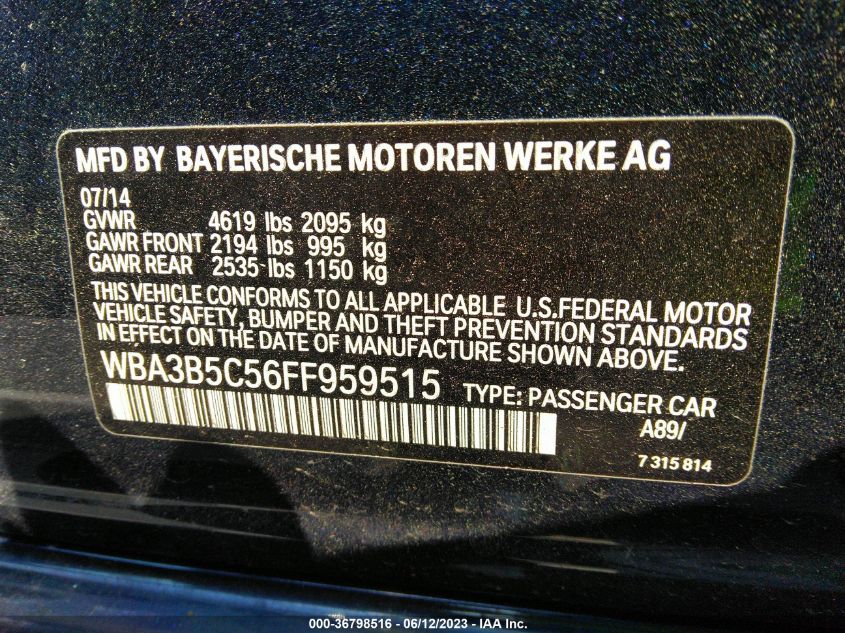 MFD BY BAYERISCHE MOTOREN WERKE AG
07/14
GVWR 4619 lbs 2095 kg
GAWR FRONT 2194 lbs 995 kg
GAWR REAR 2535 lbs 1150 kg
THIS VEHICLE CONFORMS TO ALL APPLICABLE U.S.FEDERAL MOTOR
VEHICLE SAFETY, BUMPER AND THEFT PREVENTION STANDARDS
IN EFFECT ON THE DATE OF MANUFACTURE SHOWN ABOVE.
WBA3B5C56FF959515 TYPE: PASSENGER CAR
A89/
7 315 814
000-36798516 - 06/12/2023 - IAA Inc.